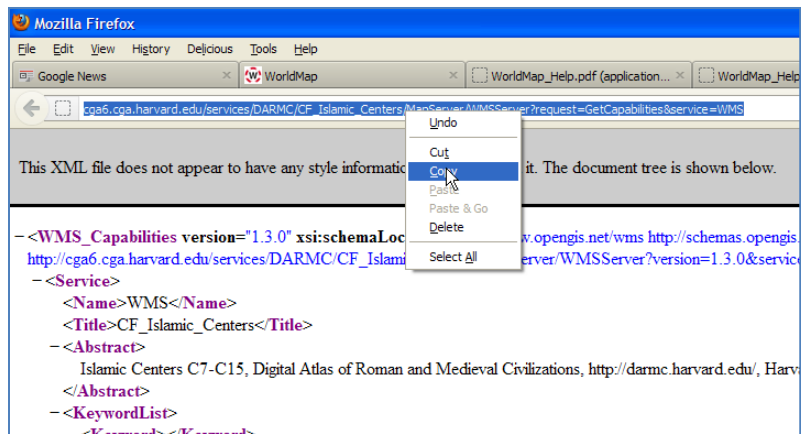 Mozilla Firefox
File Edit View History Delicious Tools Help
Google News × WorldMap × WorldMap_Help.pdf (application... × WorldMap_Help
cga6.cga.harvard.edu/services/DARMC/CF_Islamic_Centers/MapServer/WMSServer?request=GetCapabilities&service=WMS
Undo
Cut
Copy
Paste
Paste & Go
Delete
Select All
This XML file does not appear to have any style informatio it. The document tree is shown below.
−<WMS_Capabilities version="1.3.0" xsi:schemaLoc w.opengis.net/wms http://schemas.opengis.
http://cga6.cga.harvard.edu/services/DARMC/CF_Islami erver/WMSServer?version=1.3.0&servic
−<Service>
<Name>WMS</Name>
<Title>CF_Islamic_Centers</Title>
−<Abstract>
Islamic Centers C7-C15, Digital Atlas of Roman and Medieval Civilizations, http://darmc.harvard.edu/, Harv
</Abstract>
−<KeywordList>
<Keyword></Keyword>